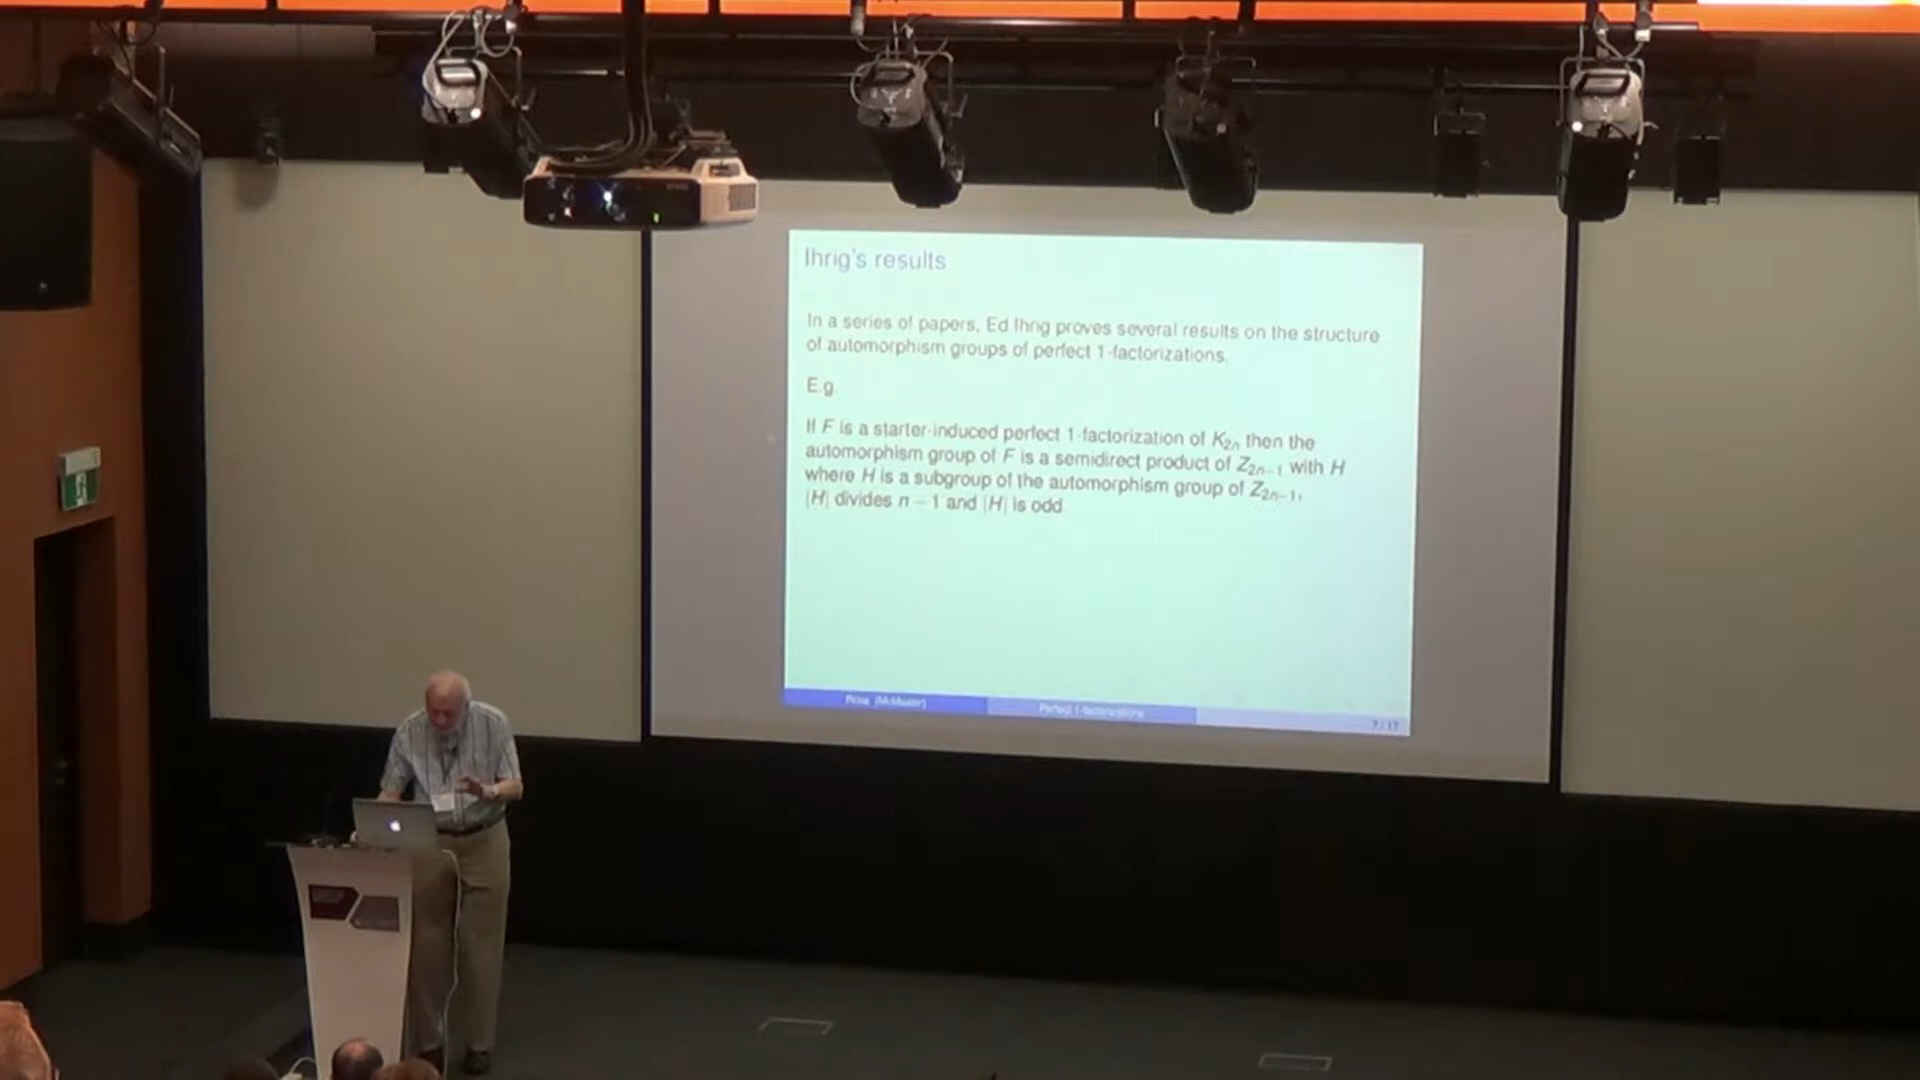 Ihrig's results
In a series of papers, Ed Ihrig proves several results on the structure
of automorphism groups of perfect 1-factorizations.
E.g.
If F is a starter-induced perfect 1-factorization of K2n then the
automorphism group of F is a semidirect product of Z2n-1 with H
where H is a subgroup of the automorphism group of Z2n-1,
|H| divides n - 1 and |H| is odd.
Rosa (McMaster)
Perfect 1-factorizations
7 / 17